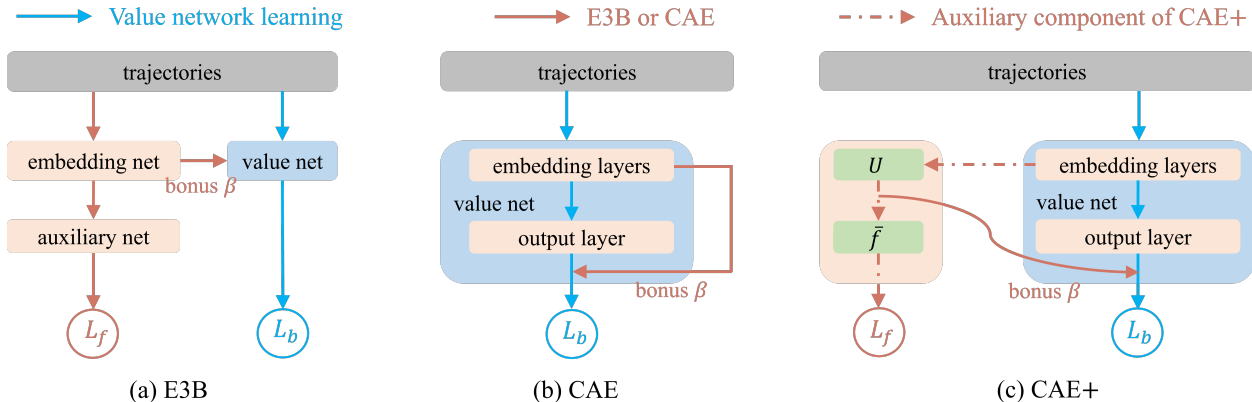 Value network learning
E3B or CAE
Auxiliary component of CAE+
trajectories
embedding net
value net
bonus β
auxiliary net
L_f
L_b
(a) E3B
trajectories
embedding layers
value net
output layer
bonus β
L_b
(b) CAE
trajectories
U
embedding layers
value net
f̄
output layer
bonus β
L_f
L_b
(c) CAE+